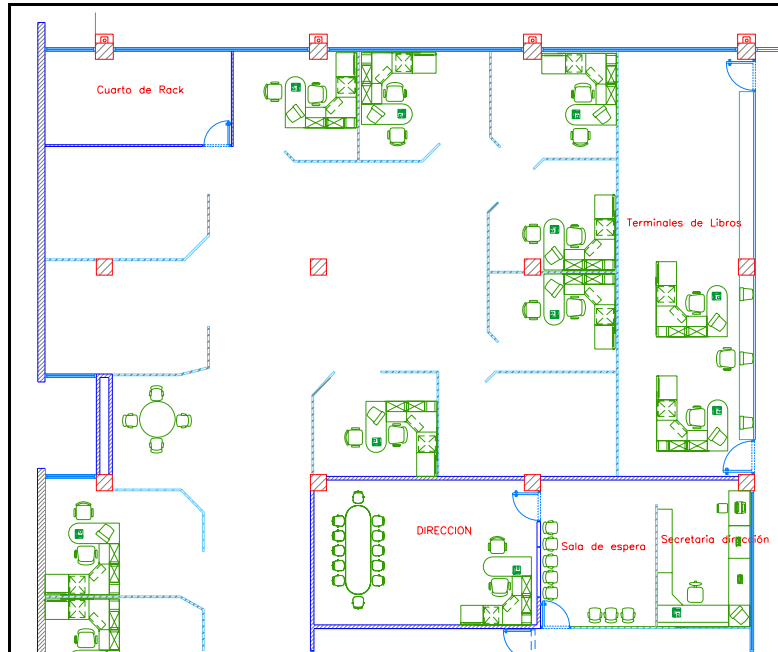 Cuarto de Rack
Terminales de Libros
DIRECCION
Sala de espera
Secretaria dirección